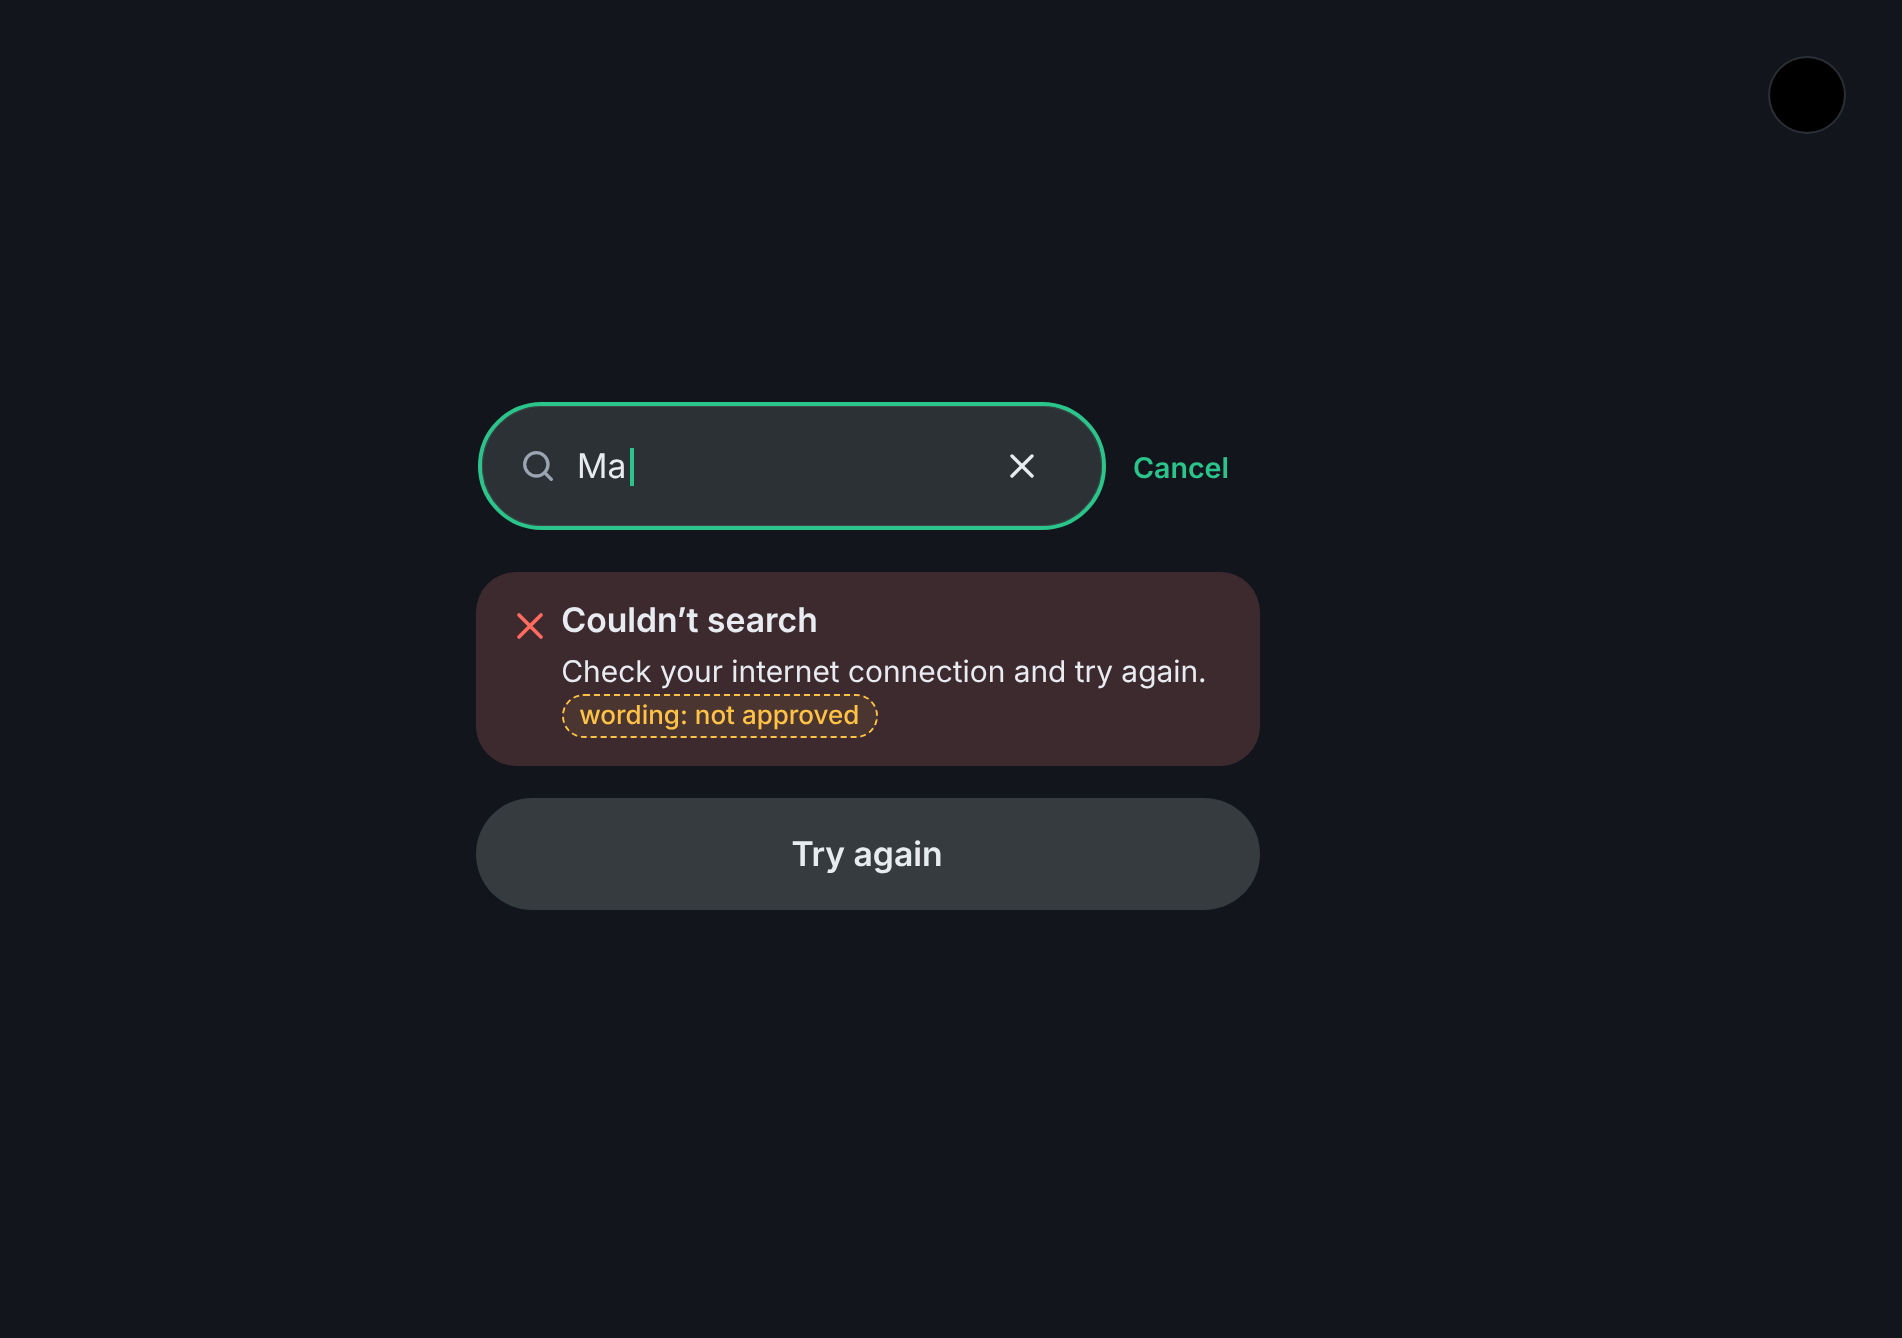 Ma
Cancel
Couldn’t search
Check your internet connection and try again.
wording: not approved
Try again